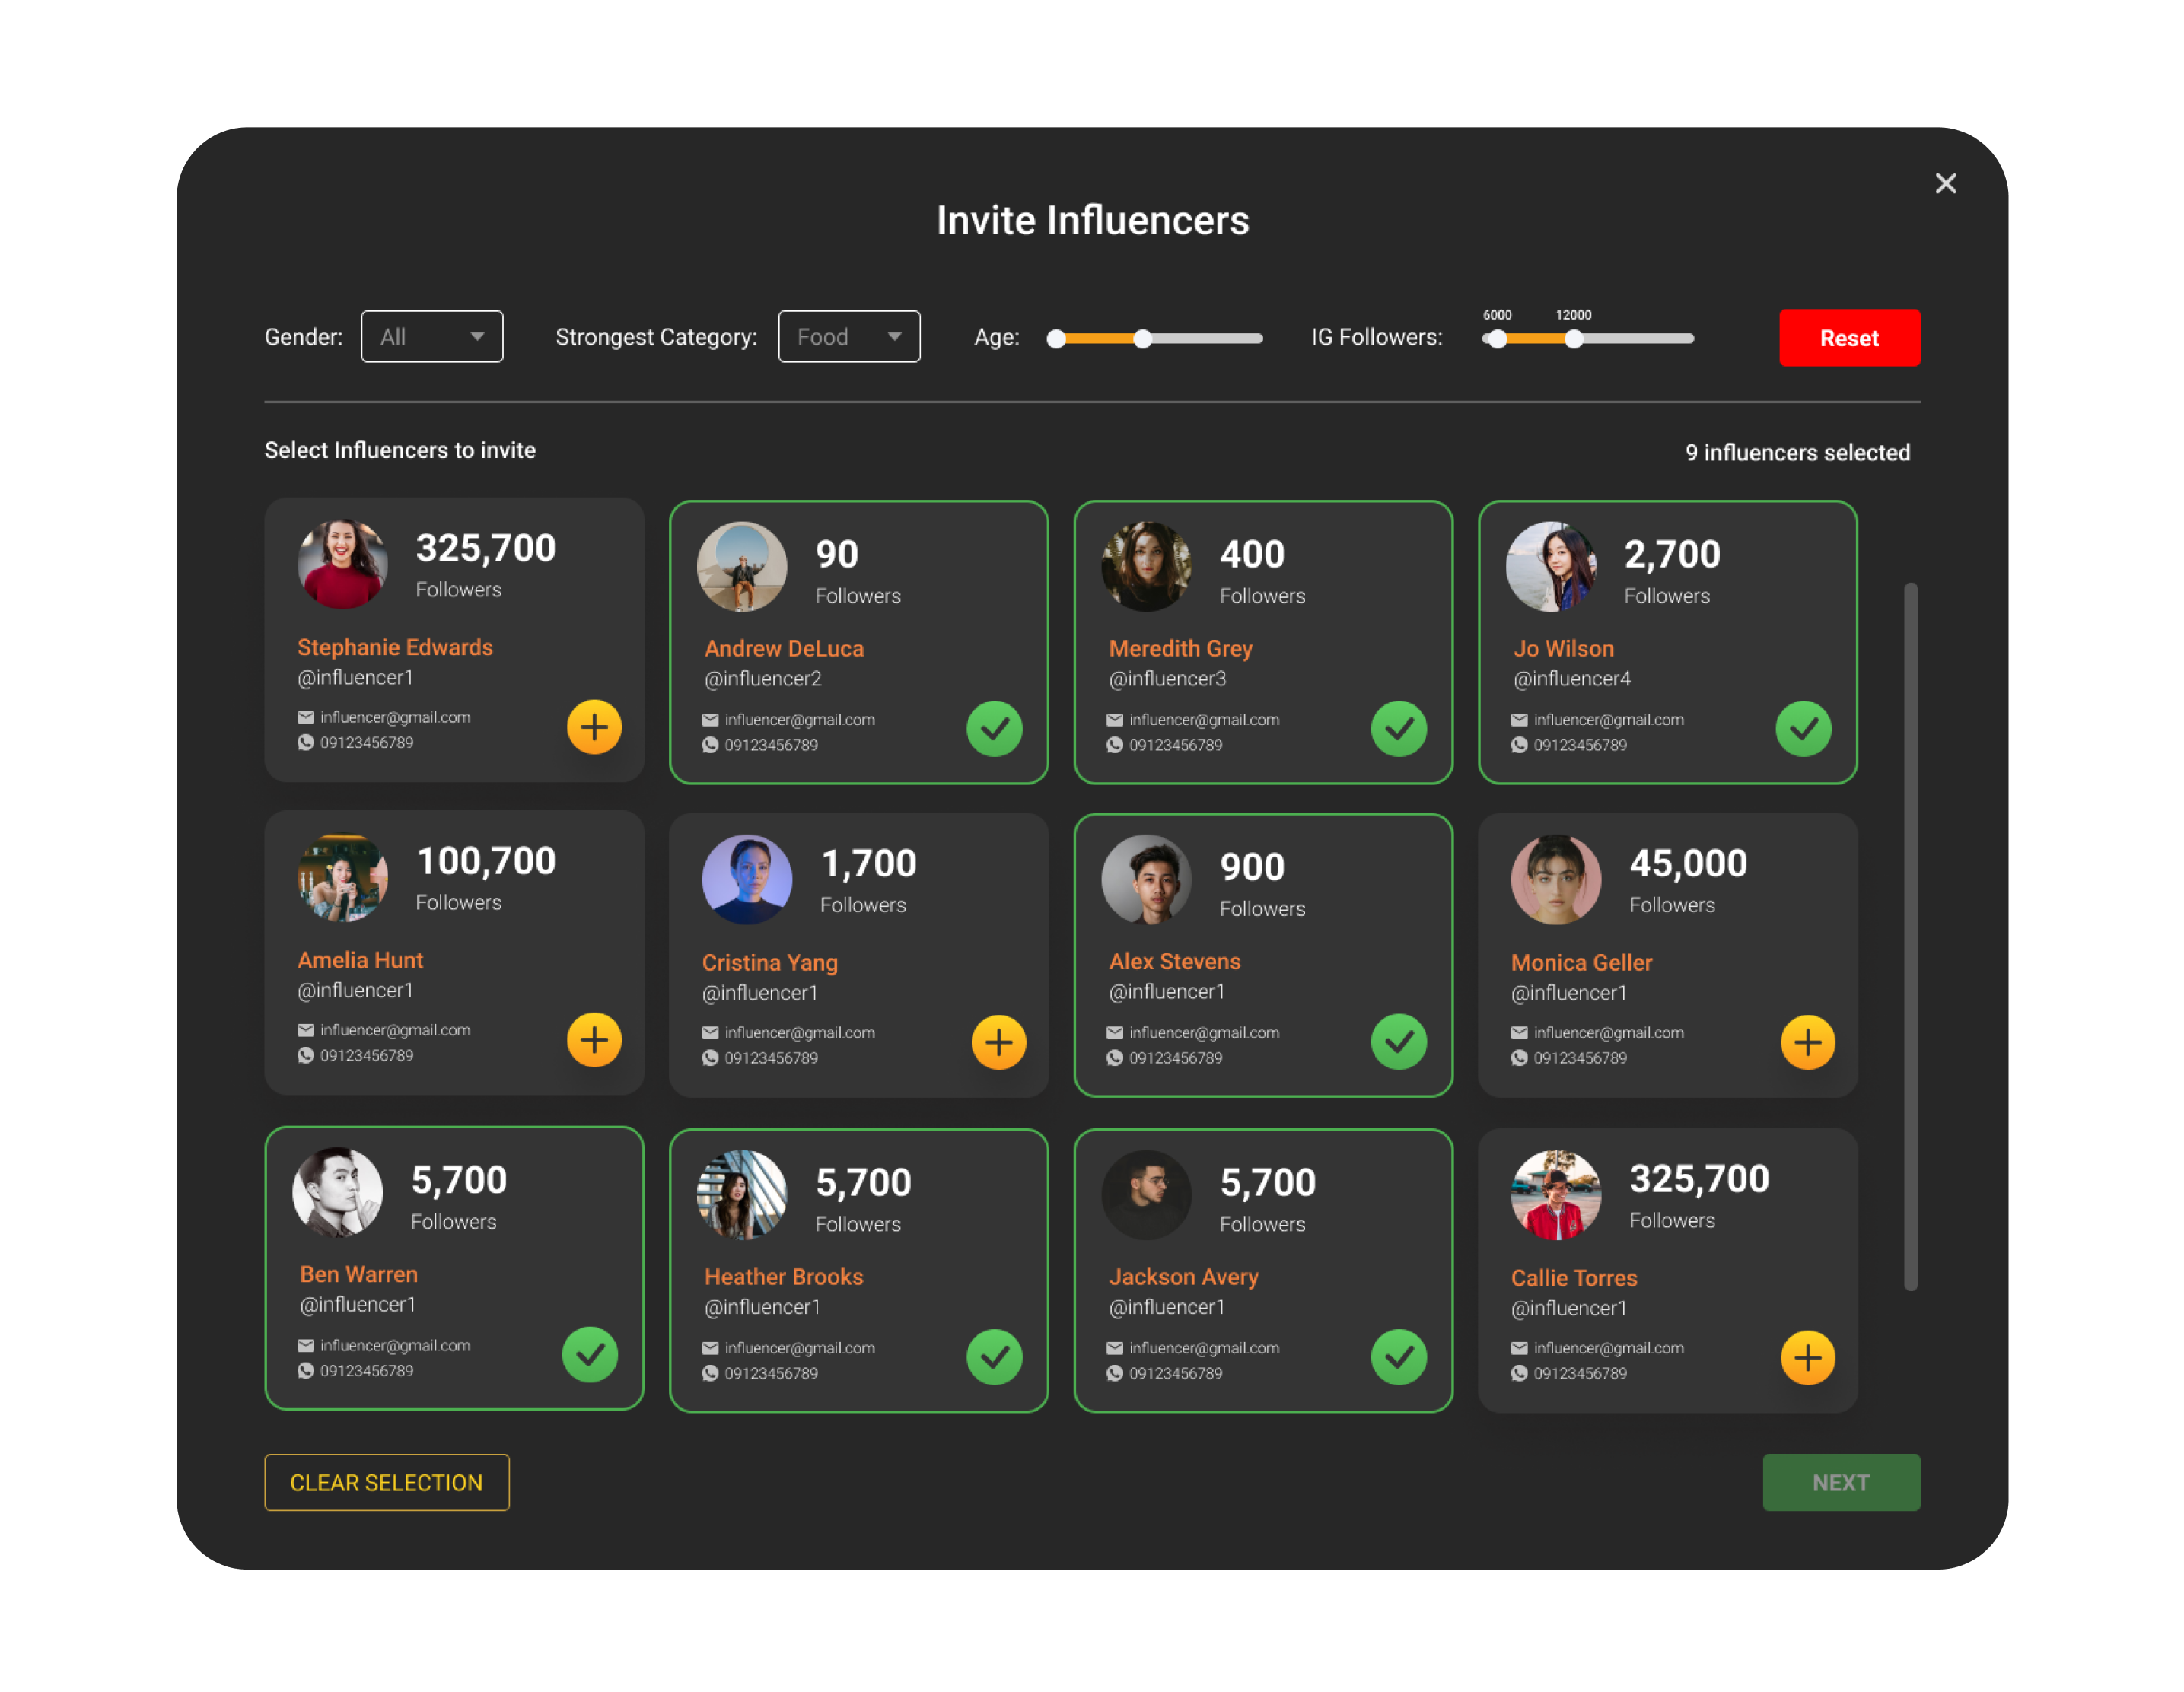 Invite Influencers
Gender:
All
Strongest Category:
Food
Age:
IG Followers:
6000
12000
Reset
Select Influencers to invite
9 influencers selected
325,700
Followers
Stephanie Edwards
@influencer1
influencer@gmail.com
09123456789
90
Followers
Andrew DeLuca
@influencer2
influencer@gmail.com
09123456789
400
Followers
Meredith Grey
@influencer3
influencer@gmail.com
09123456789
2,700
Followers
Jo Wilson
@influencer4
influencer@gmail.com
09123456789
100,700
Followers
Amelia Hunt
@influencer1
influencer@gmail.com
09123456789
1,700
Followers
Cristina Yang
@influencer1
influencer@gmail.com
09123456789
900
Followers
Alex Stevens
@influencer1
influencer@gmail.com
09123456789
45,000
Followers
Monica Geller
@influencer1
influencer@gmail.com
09123456789
5,700
Followers
Ben Warren
@influencer1
influencer@gmail.com
09123456789
5,700
Followers
Heather Brooks
@influencer1
influencer@gmail.com
09123456789
5,700
Followers
Jackson Avery
@influencer1
influencer@gmail.com
09123456789
325,700
Followers
Callie Torres
@influencer1
influencer@gmail.com
09123456789
CLEAR SELECTION
NEXT